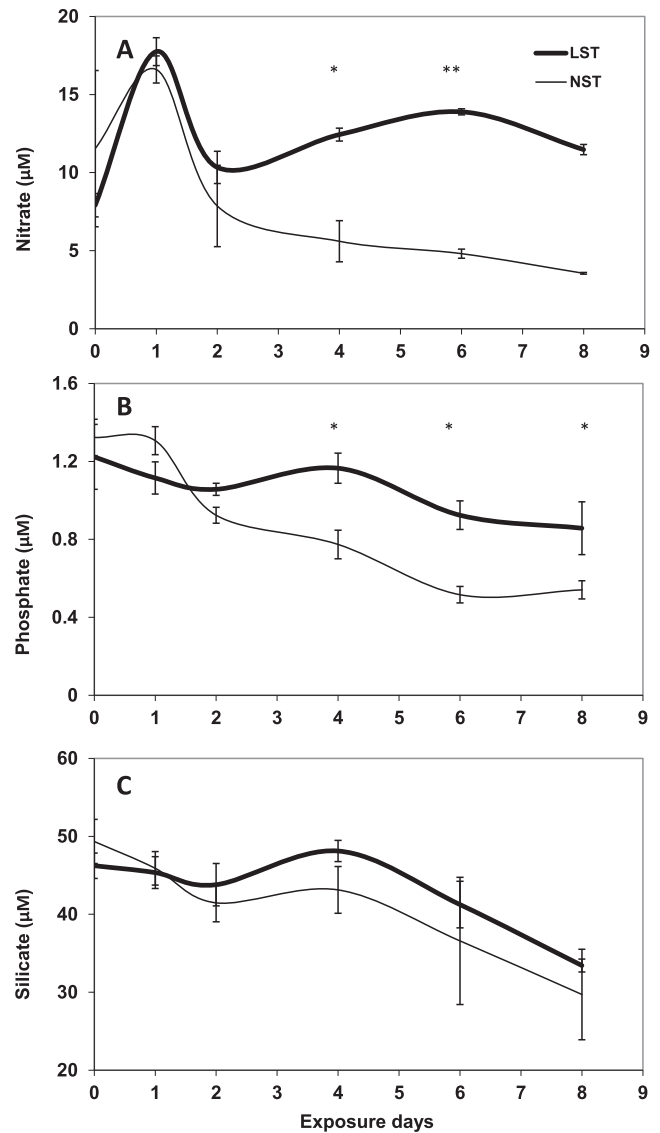 20
A
LST
* **
NST
15
10
Nitrate (µM)
5
0
0 1 2 3 4 5 6 7 8 9
1.6
B
* * *
1.2
0.8
Phosphate (µM)
0.4
0
0 1 2 3 4 5 6 7 8 9
60
C
50
40
Silicate (µM)
30
20
0 1 2 3 4 5 6 7 8 9
Exposure days